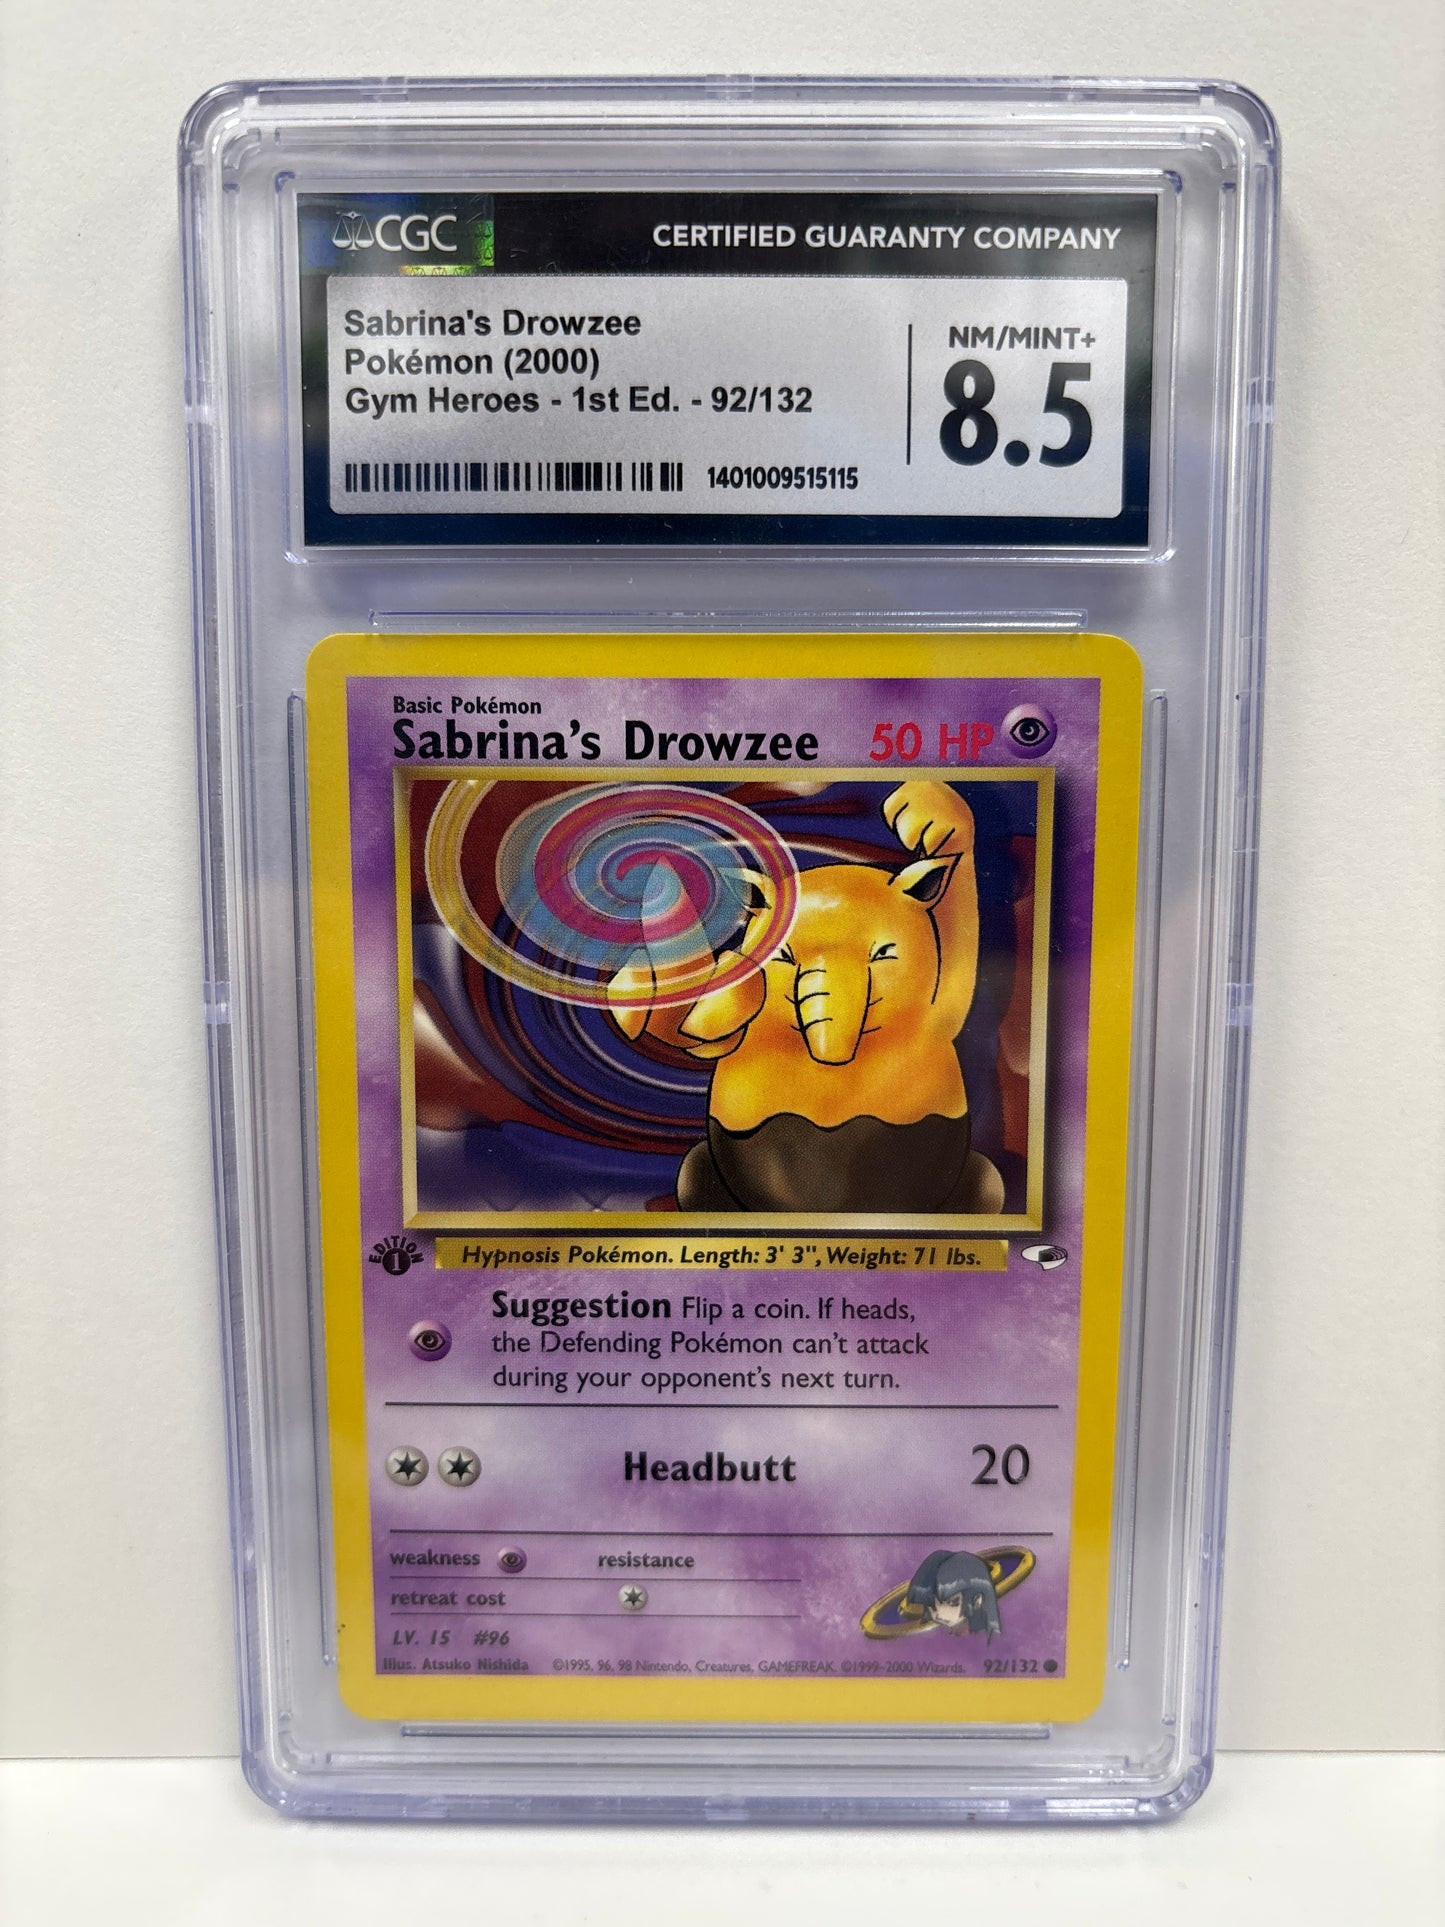 CGC
CERTIFIED GUARANTY COMPANY
Sabrina's Drowzee
Pokémon (2000)
Gym Heroes - 1st Ed. - 92/132
NM/MINT+
8.5
1401009515115
Basic Pokémon
Sabrina's Drowzee 50 HP
EDITION
1
Hypnosis Pokémon. Length: 3' 3", Weight: 71 lbs.
Suggestion Flip a coin. If heads,
the Defending Pokémon can't attack
during your opponent's next turn.
Headbutt 20
weakness resistance
retreat cost
LV. 15 #96
Illus. Atsuko Nishida ©1995, 96, 98 Nintendo, Creatures, GAMEFREAK. ©1999-2000 Wizards. 92/132